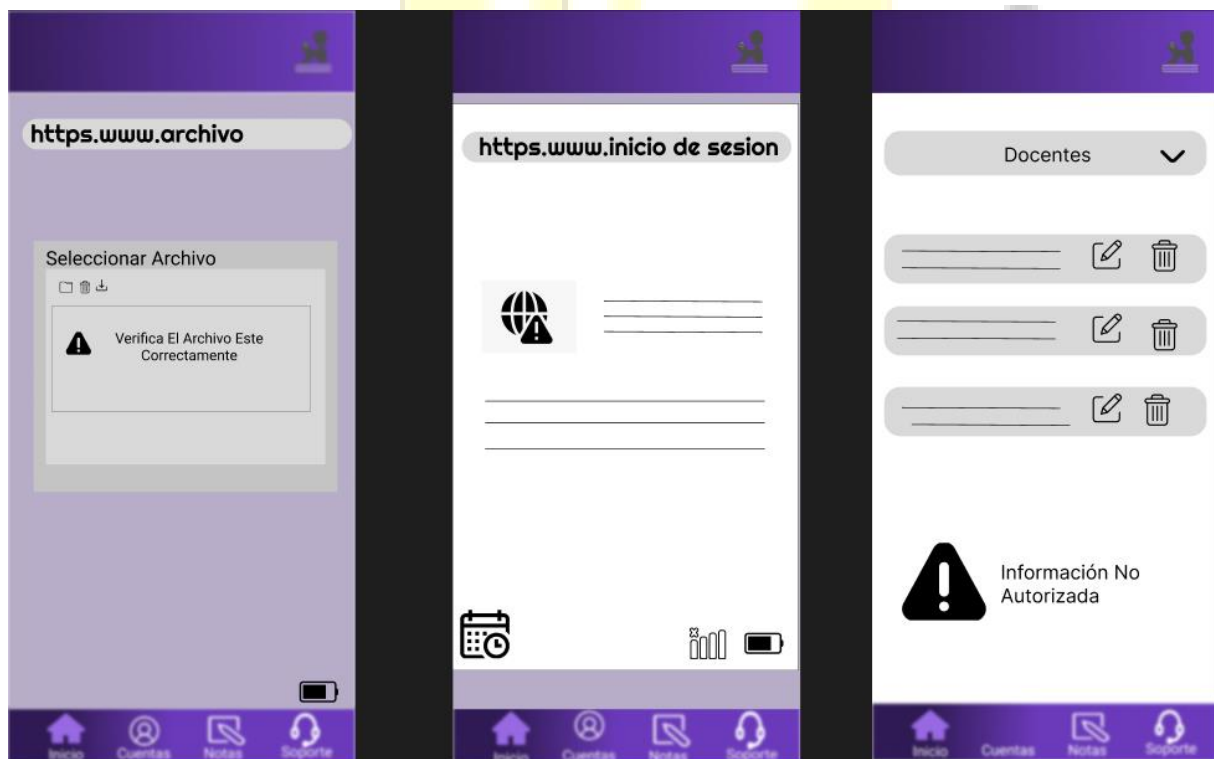 https.www.archivo
Seleccionar Archivo
Verifica El Archivo Este
Correctamente
Inicio
Cuentas
Notas
Soporte
https.www.inicio de sesion
Inicio
Cuentas
Notas
Soporte
Docentes
Información No
Autorizada
Inicio
Cuentas
Notas
Soporte